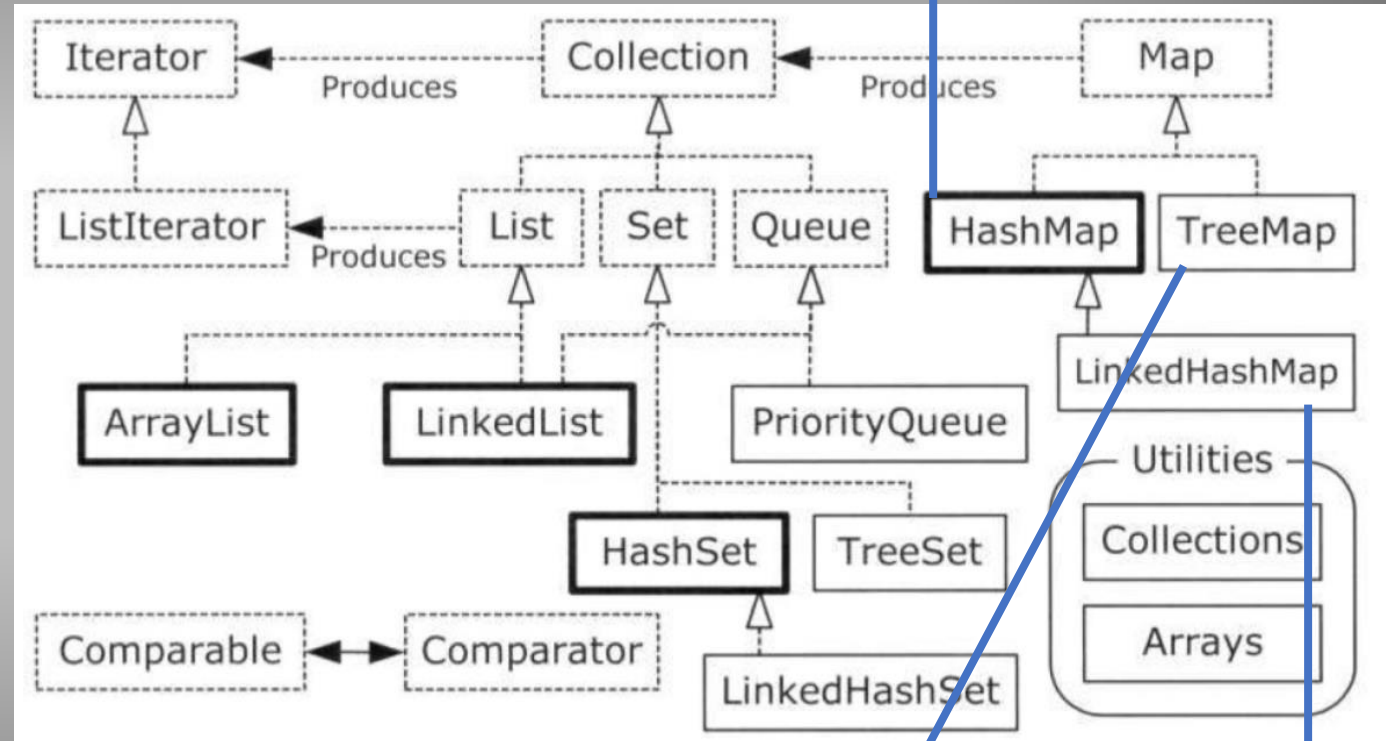 Iterator
Collection
Map
Produces
Produces
ListIterator
List
Set
Queue
HashMap
TreeMap
Produces
LinkedHashMap
ArrayList
LinkedList
PriorityQueue
Utilities
Collections
HashSet
TreeSet
Arrays
Comparable
Comparator
LinkedHashSet